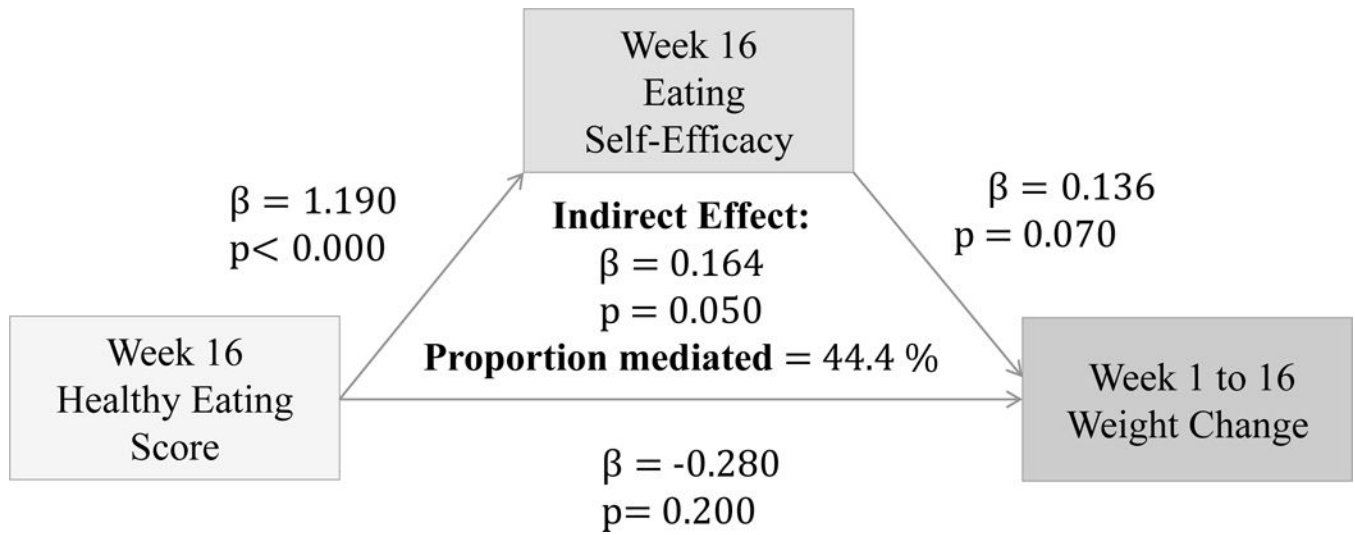 Week 16
Eating
Self-Efficacy
β = 1.190
p< 0.000
Indirect Effect:
β = 0.164
p = 0.050
Proportion mediated = 44.4 %
β = 0.136
p = 0.070
Week 16
Healthy Eating
Score
Week 1 to 16
Weight Change
β = -0.280
p= 0.200